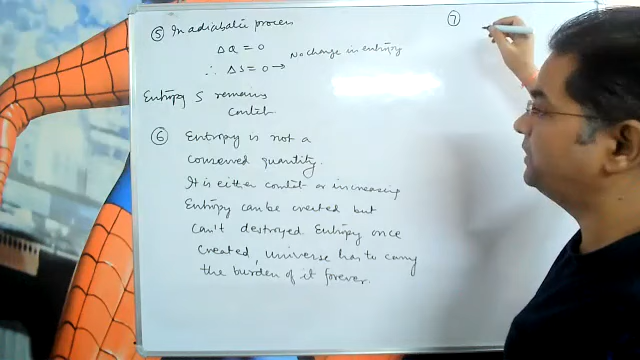 ⑤ In adiabatic process
ΔQ = 0
∴ ΔS = 0 → No change in entropy
Entropy S remains
Contstt.
⑥ Entropy is not a
conserved quantity.
It is either contstt or increasing
Entropy can be created but
can't destroyed Entropy once
created, universe has to carry
the burden of it forever.
⑦